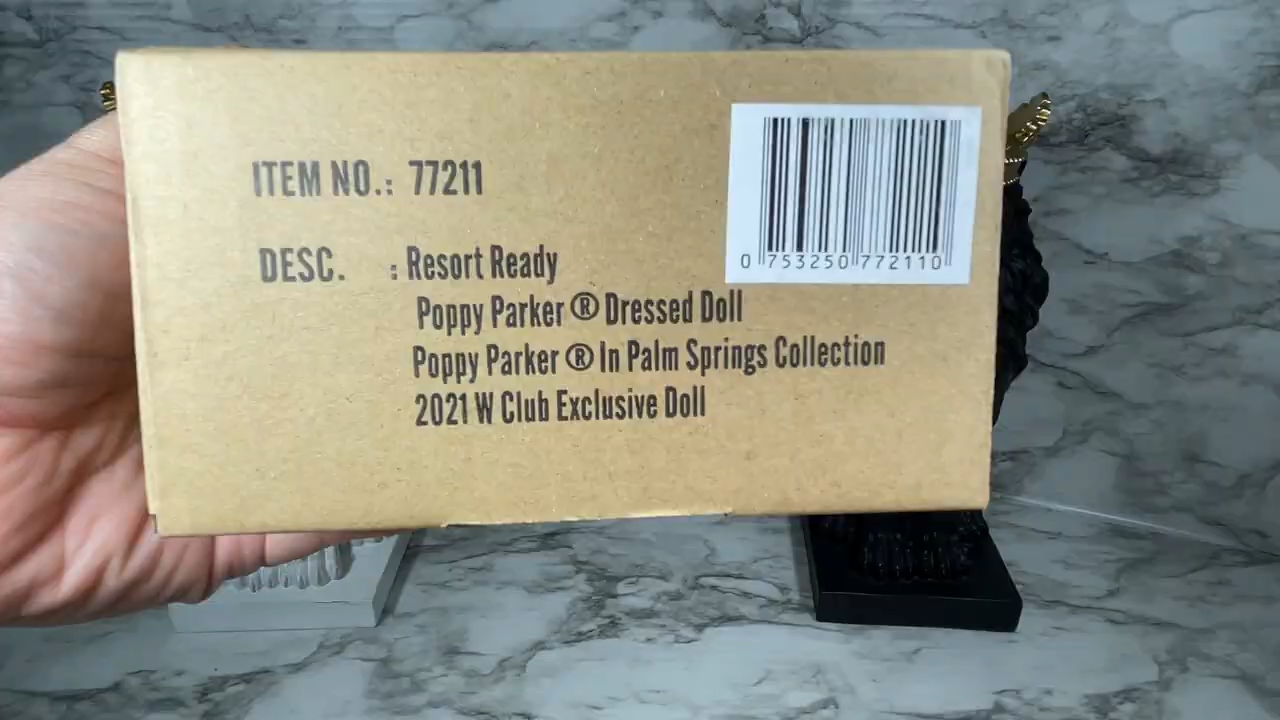 ITEM NO.: 77211
DESC. : Resort Ready
Poppy Parker ® Dressed Doll
Poppy Parker ® In Palm Springs Collection
2021 W Club Exclusive Doll
0 753250 772110